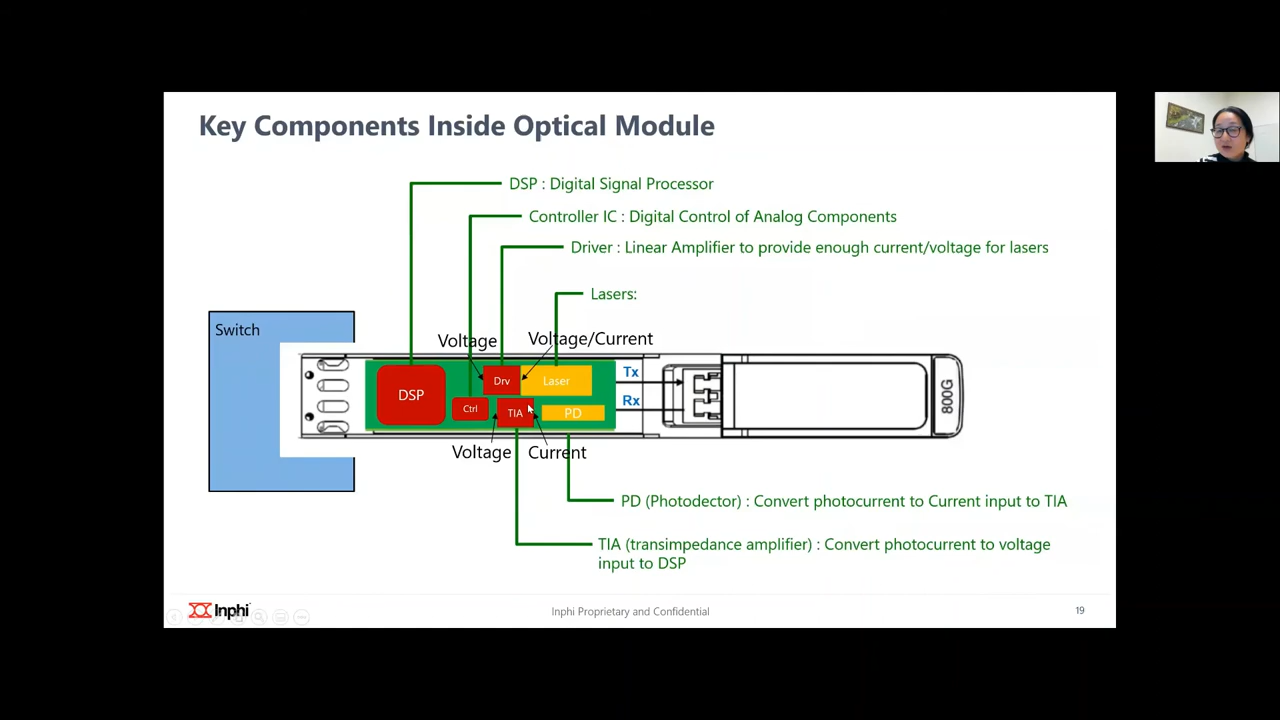 Key Components Inside Optical Module
DSP : Digital Signal Processor
Controller IC : Digital Control of Analog Components
Driver : Linear Amplifier to provide enough current/voltage for lasers
Lasers:
Switch
Voltage
Voltage/Current
DSP
Drv
Laser
Tx
Ctrl
TIA
PD
Rx
800G
Voltage
Current
PD (Photodector) : Convert photocurrent to Current input to TIA
TIA (transimpedance amplifier) : Convert photocurrent to voltage
input to DSP
Inphi
Inphi Proprietary and Confidential
19